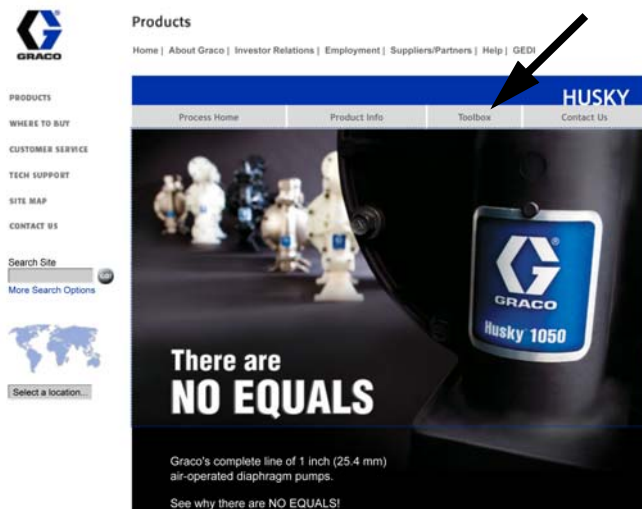 GRACO
Products
Home | About Graco | Investor Relations | Employment | Suppliers/Partners | Help | GEDI
HUSKY
Process Home Product Info Toolbox Contact Us
PRODUCTS
WHERE TO BUY
CUSTOMER SERVICE
TECH SUPPORT
SITE MAP
CONTACT US
Search Site
GO!
More Search Options
Select a location...
G
GRACO
Husky 1050
There are
NO EQUALS
Graco's complete line of 1 inch (25.4 mm)
air-operated diaphragm pumps.
See why there are NO EQUALS!